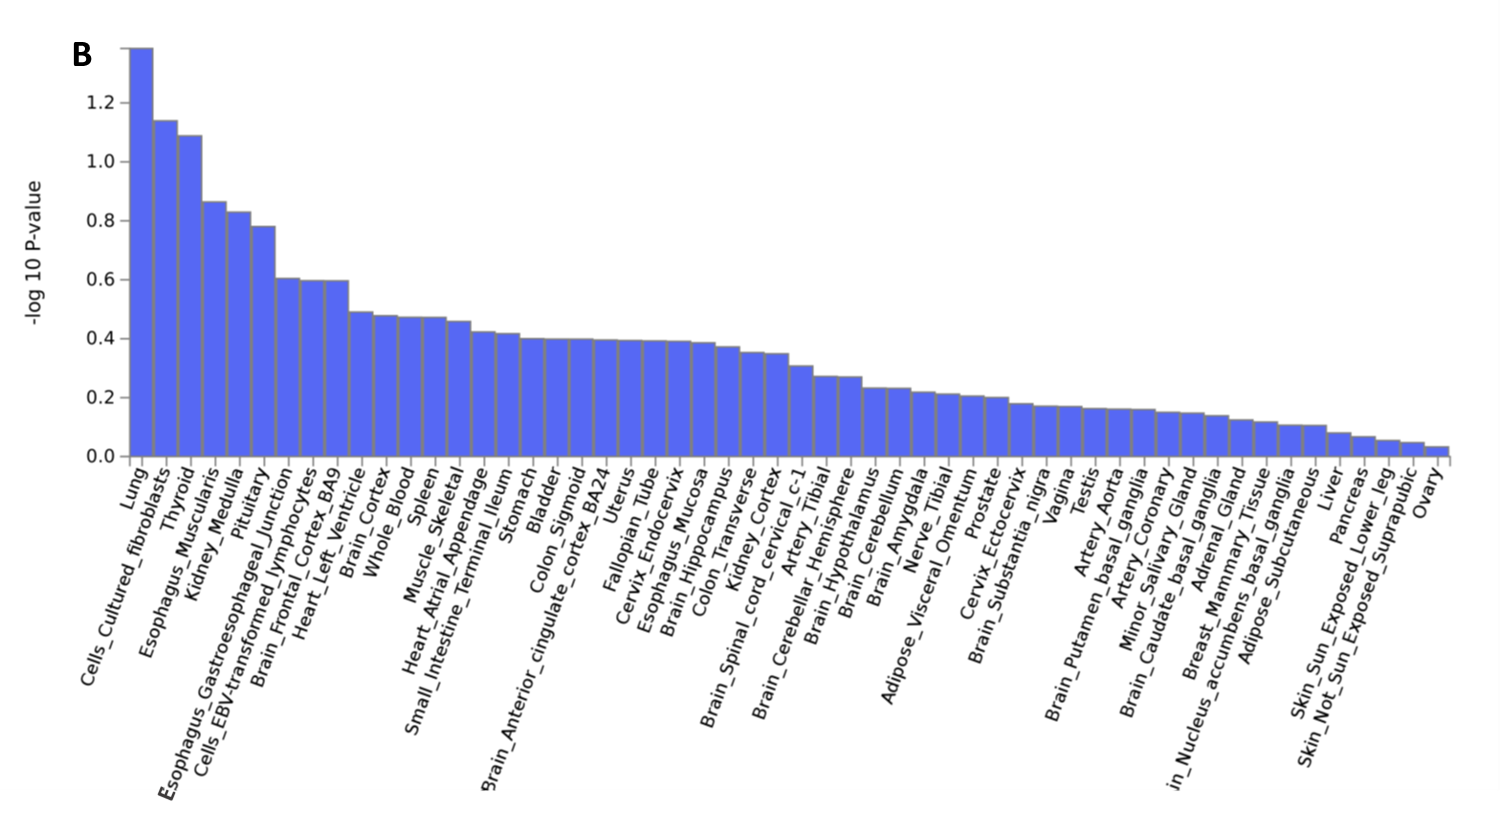 B
-log 10 P-value
1.2
1.0
0.8
0.6
0.4
0.2
0.0
Lung
Cells_Cultured_fibroblasts
Thyroid
Esophagus_Muscularis
Kidney_Medulla
Pituitary
Esophagus_Gastroesophageal_Junction
Cells_EBV-transformed_lymphocytes
Brain_Frontal_Cortex_BA9
Heart_Left_Ventricle
Brain_Cortex
Whole_Blood
Spleen
Muscle_Skeletal
Heart_Atrial_Appendage
Small_Intestine_Terminal_Ileum
Stomach
Bladder
Colon_Sigmoid
Brain_Anterior_cingulate_cortex_BA24
Uterus
Fallopian_Tube
Cervix_Endocervix
Esophagus_Mucosa
Brain_Hippocampus
Colon_Transverse
Kidney_Cortex
Brain_Spinal_cord_cervical_c-1
Artery_Tibial
Brain_Cerebellar_Hemisphere
Brain_Hypothalamus
Brain_Cerebellum
Brain_Amygdala
Nerve_Tibial
Adipose_Visceral_Omentum
Prostate
Cervix_Ectocervix
Brain_Substantia_nigra
Vagina
Testis
Artery_Aorta
Brain_Putamen_basal_ganglia
Artery_Coronary
Minor_Salivary_Gland
Brain_Caudate_basal_ganglia
Adrenal_Gland
Breast_Mammary_Tissue
in_Nucleus_accumbens_basal_ganglia
Adipose_Subcutaneous
Liver
Pancreas
Skin_Sun_Exposed_Lower_leg
Skin_Not_Sun_Exposed_Suprapubic
Ovary